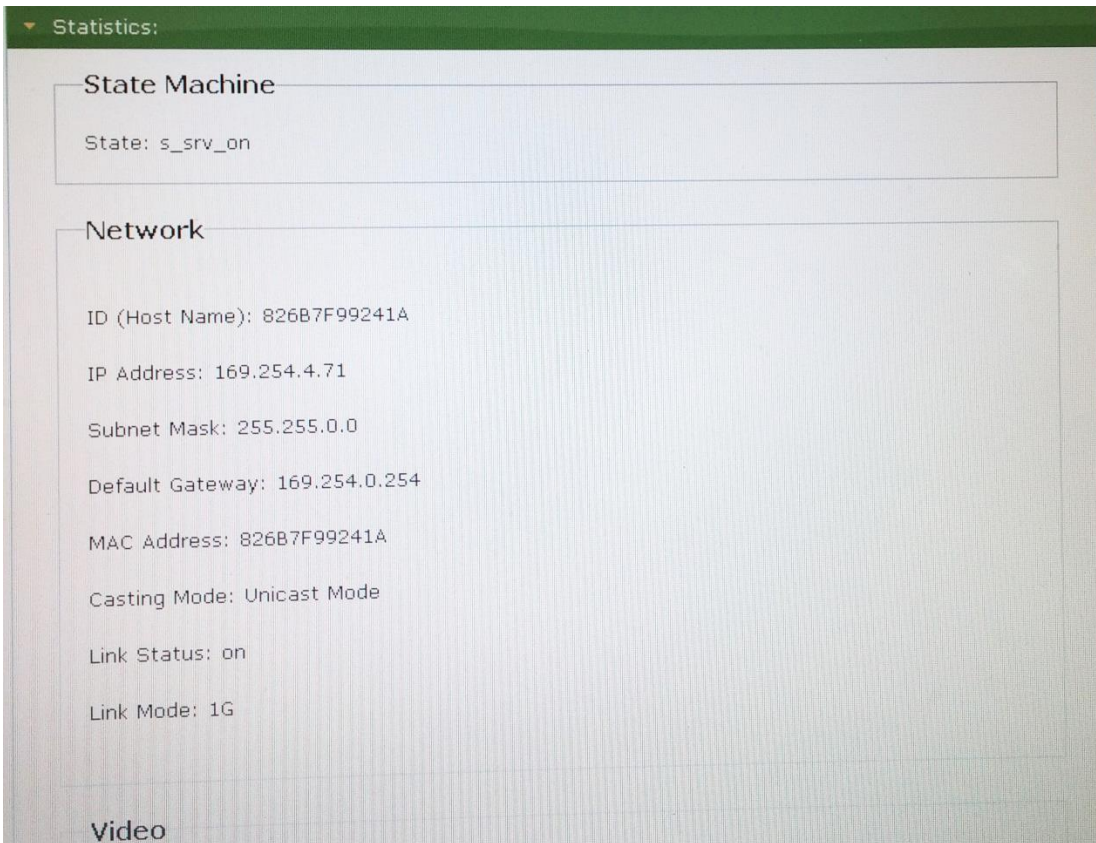 Statistics:
State Machine
State: s_srv_on
Network
ID (Host Name): 826B7F99241A
IP Address: 169.254.4.71
Subnet Mask: 255.255.0.0
Default Gateway: 169.254.0.254
MAC Address: 826B7F99241A
Casting Mode: Unicast Mode
Link Status: on
Link Mode: 1G
Video